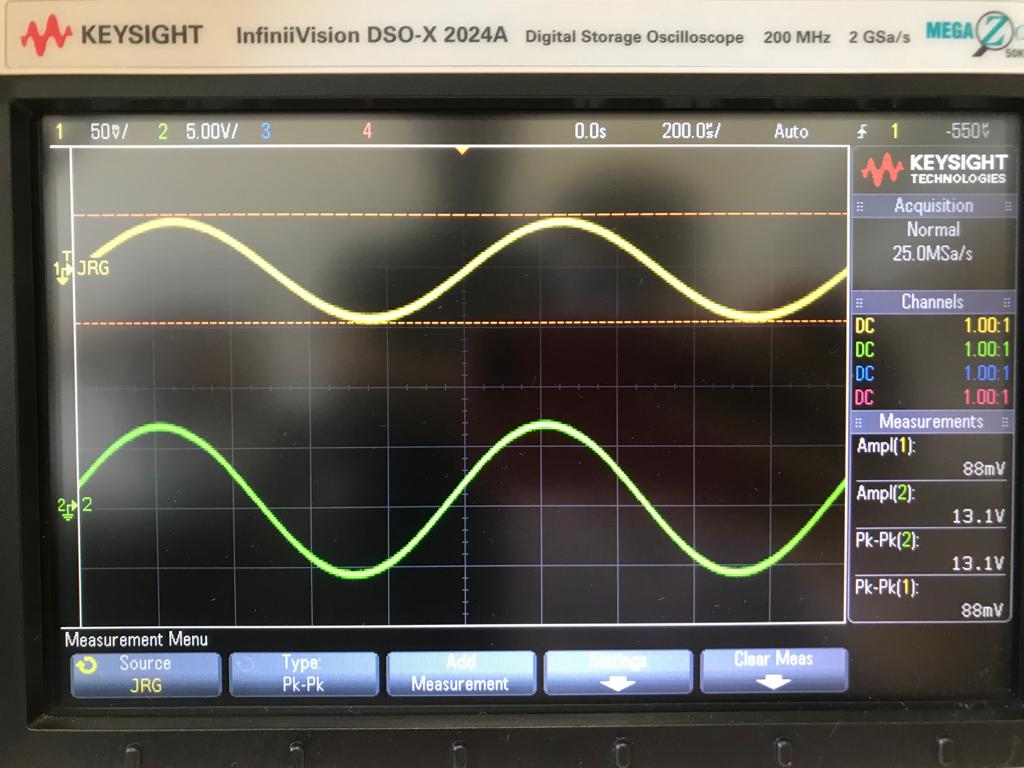 KEYSIGHT InfiniiVision DSO-X 2024A Digital Storage Oscilloscope 200 MHz 2 GSa/s MEGA Z
1 50mV/ 2 5.00V/ 3 4 0.0s 200.0µs/ Auto 1 -550mV
KEYSIGHT
TECHNOLOGIES
Acquisition
Normal
25.0MSa/s
Channels
DC 1.00:1
DC 1.00:1
DC 1.00:1
DC 1.00:1
Measurements
Ampl(1):
88mV
Ampl(2):
13.1V
Pk-Pk(2):
13.1V
Pk-Pk(1):
88mV
T
1 JRG
2 2
Measurement Menu
Source
JRG
Type:
Pk-Pk
Add
Measurement
Settings
Clear Meas